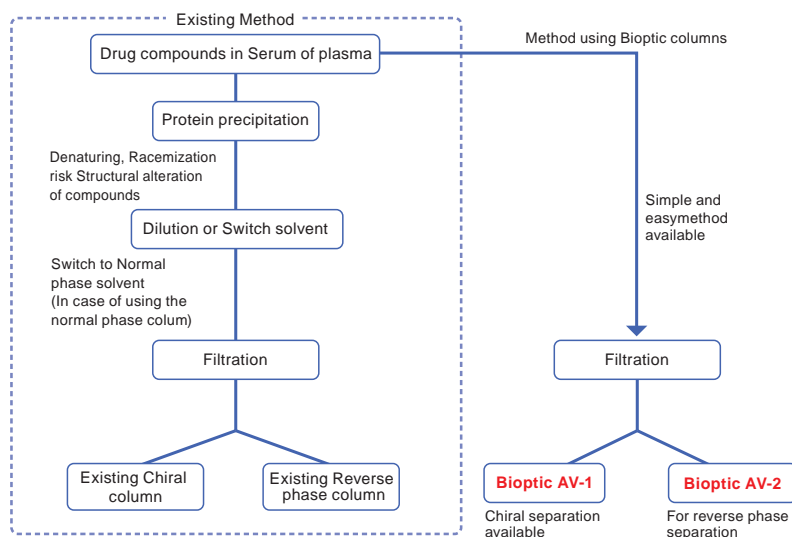 Existing Method
Drug compounds in Serum of plasma
Method using Bioptic columns
Protein precipitation
Denaturing, Racemization
risk Structural alteration
of compounds
Simple and
easymethod
available
Dilution or Switch solvent
Switch to Normal
phase solvent
(In case of using the
normal phase colum)
Filtration
Filtration
Existing Chiral
column
Existing Reverse
phase column
Bioptic AV-1
Bioptic AV-2
Chiral separation
available
For reverse phase
separation